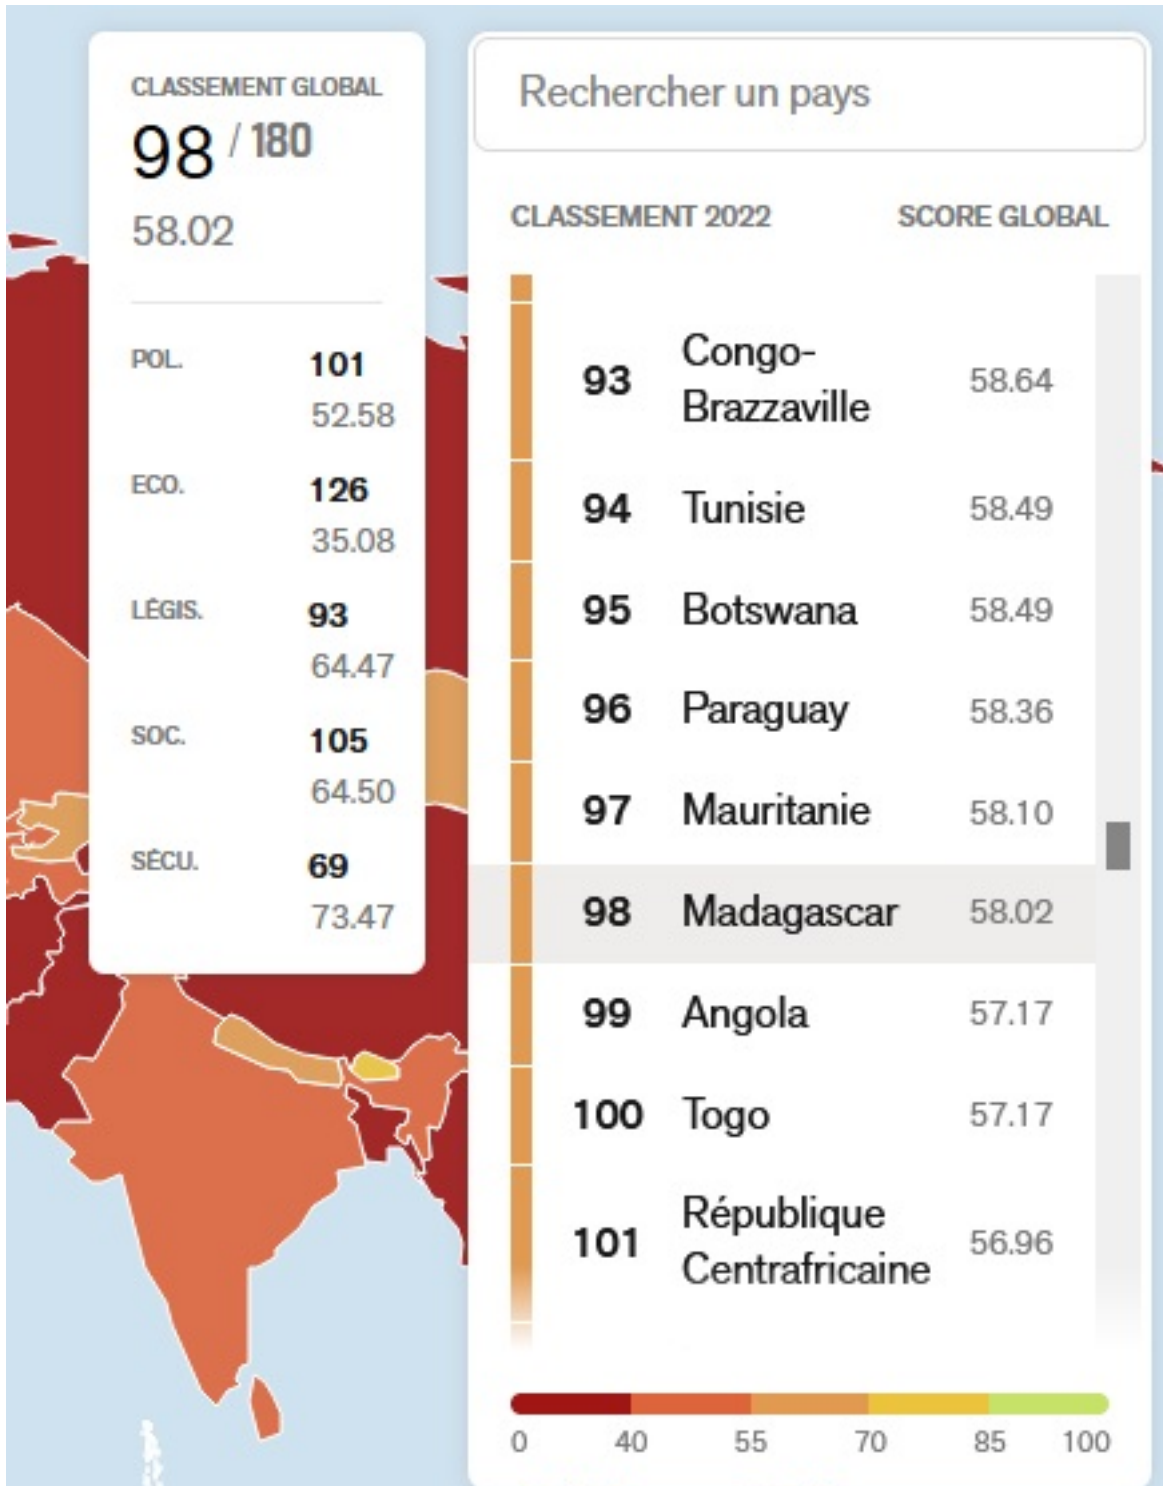 CLASSEMENT GLOBAL
98 / 180
58.02
POL. 101
52.58
ECO. 126
35.08
LÉGIS. 93
64.47
SOC. 105
64.50
SÉCU. 69
73.47
Rechercher un pays
CLASSEMENT 2022 SCORE GLOBAL
93 Congo-
Brazzaville 58.64
94 Tunisie 58.49
95 Botswana 58.49
96 Paraguay 58.36
97 Mauritanie 58.10
98 Madagascar 58.02
99 Angola 57.17
100 Togo 57.17
101 République
Centrafricaine 56.96
0 40 55 70 85 100